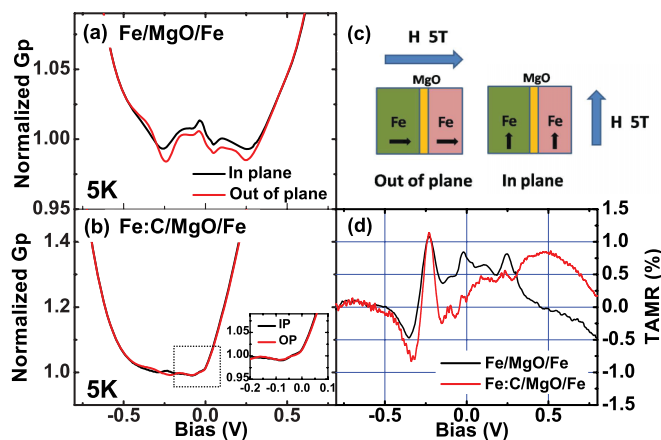 (a) Fe/MgO/Fe
Normalized Gp
1.05
1.00
0.95
In plane
Out of plane
5K
(c)
H 5T
MgO
Fe
Fe
Out of plane
MgO
Fe
Fe
In plane
H 5T
(b) Fe:C/MgO/Fe
Normalized Gp
1.4
1.2
1.0
5K
IP
OP
1.05
1.00
0.95
-0.2 -0.1 0.0 0.1
-0.5 0.0 0.5
Bias (V)
(d)
1.5
1.0
0.5
0.0
-0.5
-1.0
-1.5
TAMR (%)
Fe/MgO/Fe
Fe:C/MgO/Fe
-0.5 0.0 0.5
Bias (V)